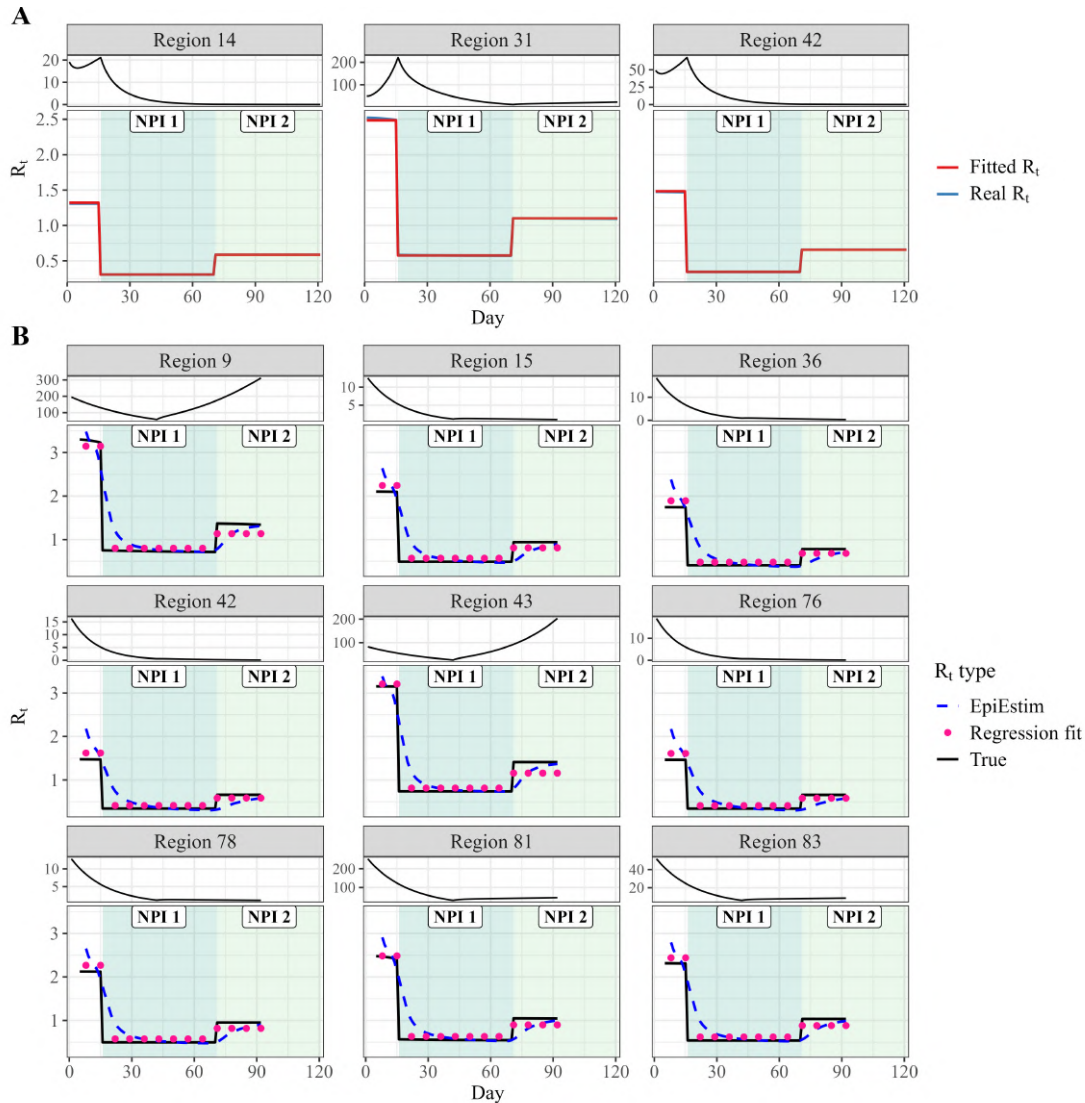 A
Region 14
Region 31
Region 42
20
10
0
200
100
50
25
0
NPI 1
NPI 2
NPI 1
NPI 2
NPI 1
NPI 2
2.5
2.0
1.5
1.0
0.5
Rt
Fitted Rt
Real Rt
0 30 60 90 120
0 30 60 90 120
0 30 60 90 120
Day
B
Region 9
Region 15
Region 36
300
200
100
10
5
10
0
NPI 1
NPI 2
NPI 1
NPI 2
NPI 1
NPI 2
3
2
1
Region 42
Region 43
Region 76
15
10
5
0
200
100
10
0
NPI 1
NPI 2
NPI 1
NPI 2
NPI 1
NPI 2
3
2
1
Rt
Rt type
EpiEstim
Regression fit
True
Region 78
Region 81
Region 83
10
5
200
100
40
20
NPI 1
NPI 2
NPI 1
NPI 2
NPI 1
NPI 2
3
2
1
0 30 60 90 120
0 30 60 90 120
0 30 60 90 120
Day